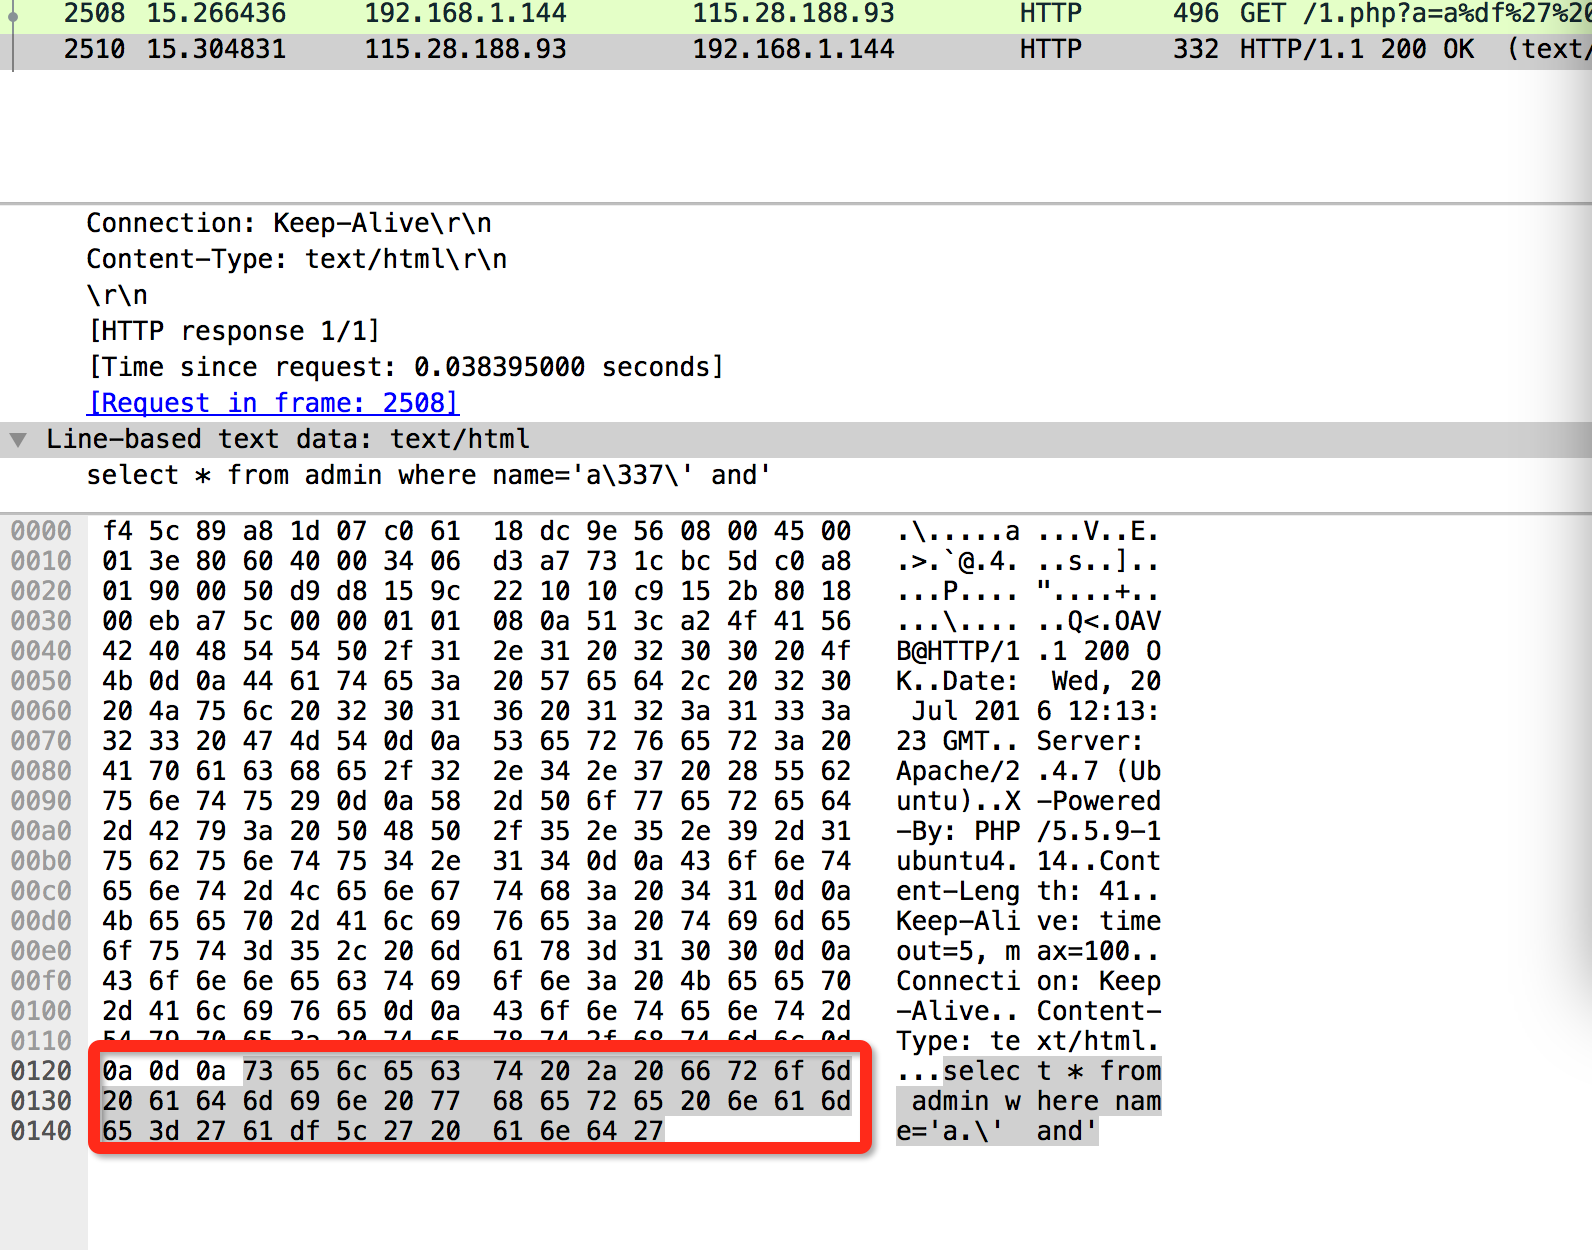 2508 15.266436 192.168.1.144 115.28.188.93 HTTP 496 GET /1.php?a=a%df%27%20
2510 15.304831 115.28.188.93 192.168.1.144 HTTP 332 HTTP/1.1 200 OK (text/
Connection: Keep-Alive\r\n
Content-Type: text/html\r\n
\r\n
[HTTP response 1/1]
[Time since request: 0.038395000 seconds]
[Request in frame: 2508]
Line-based text data: text/html
select * from admin where name='a\337\' and'
0000 f4 5c 89 a8 1d 07 c0 61 18 dc 9e 56 08 00 45 00 .\.....a ...V..E.
0010 01 3e 80 60 40 00 34 06 d3 a7 73 1c bc 5d c0 a8 .>.`@.4. ..s..]..
0020 01 90 00 50 d9 d8 15 9c 22 10 10 c9 15 2b 80 18 ...P.... "....+..
0030 00 eb a7 5c 00 00 01 01 08 0a 51 3c a2 4f 41 56 ...\.... ..Q<.OAV
0040 42 40 48 54 54 50 2f 31 2e 31 20 32 30 30 20 4f B@HTTP/1 .1 200 O
0050 4b 0d 0a 44 61 74 65 3a 20 57 65 64 2c 20 32 30 K..Date: Wed, 20
0060 20 4a 75 6c 20 32 30 31 36 20 31 32 3a 31 33 3a Jul 201 6 12:13:
0070 32 33 20 47 4d 54 0d 0a 53 65 72 76 65 72 3a 20 23 GMT.. Server:
0080 41 70 61 63 68 65 2f 32 2e 34 2e 37 20 28 55 62 Apache/2 .4.7 (Ub
0090 75 6e 74 75 29 0d 0a 58 2d 50 6f 77 65 72 65 64 untu)..X -Powered
00a0 2d 42 79 3a 20 50 48 50 2f 35 2e 35 2e 39 2d 31 -By: PHP /5.5.9-1
00b0 75 62 75 6e 74 75 34 2e 31 34 0d 0a 43 6f 6e 74 ubuntu4. 14..Cont
00c0 65 6e 74 2d 4c 65 6e 67 74 68 3a 20 34 31 0d 0a ent-Leng th: 41..
00d0 4b 65 65 70 2d 41 6c 69 76 65 3a 20 74 69 6d 65 Keep-Ali ve: time
00e0 6f 75 74 3d 35 2c 20 6d 61 78 3d 31 30 30 0d 0a out=5, m ax=100..
00f0 43 6f 6e 6e 65 63 74 69 6f 6e 3a 20 4b 65 65 70 Connecti on: Keep
0100 2d 41 6c 69 76 65 0d 0a 43 6f 6e 74 65 6e 74 2d -Alive.. Content-
0110 54 79 70 65 3a 20 74 65 78 74 2f 68 74 6d 6c 0d Type: te xt/html.
0120 0a 0d 0a 73 65 6c 65 63 74 20 2a 20 66 72 6f 6d ...selec t * from
0130 20 61 64 6d 69 6e 20 77 68 65 72 65 20 6e 61 6d admin w here nam
0140 65 3d 27 61 df 5c 27 20 61 6e 64 27 e='a.\' and'